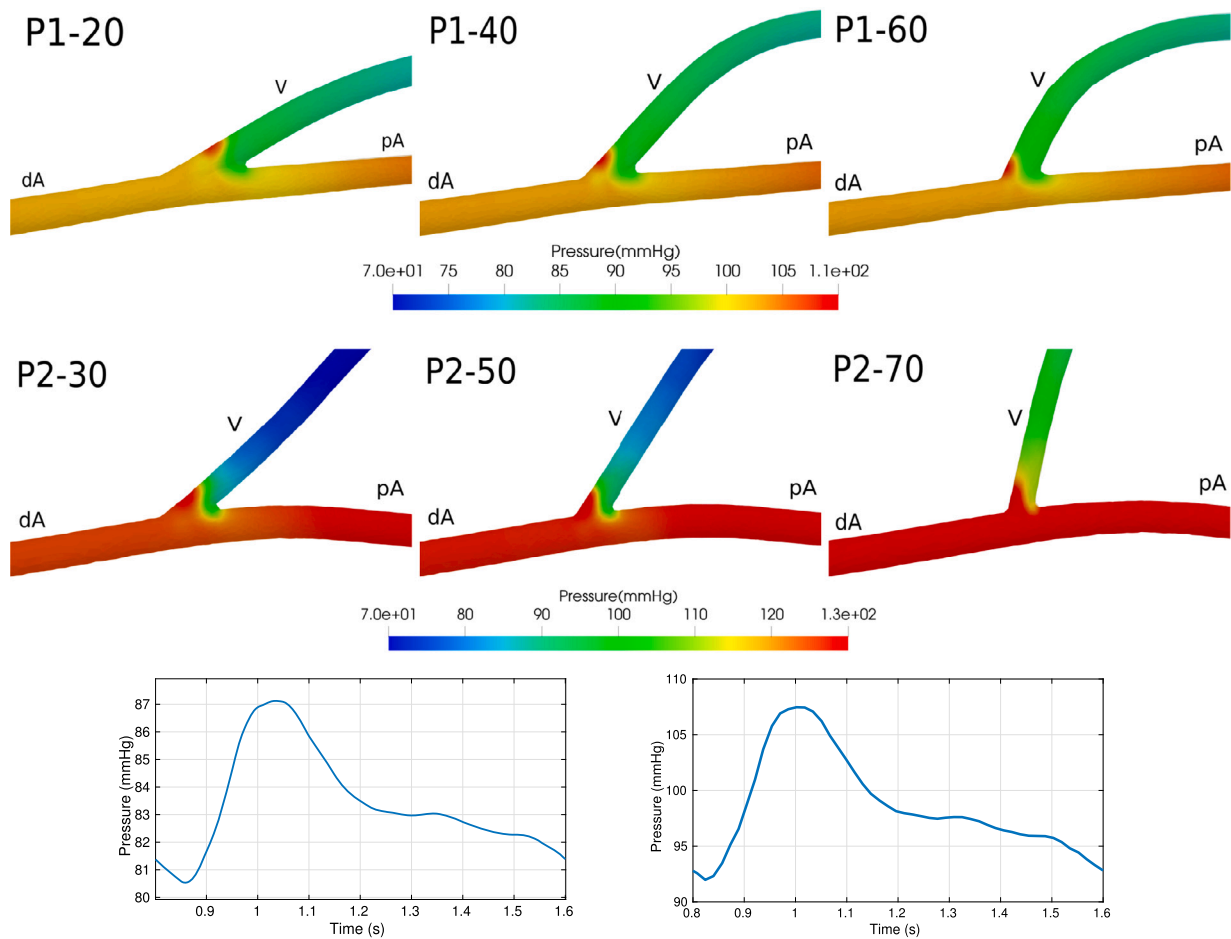 P1-20
P1-40
P1-60
V
V
V
pA
pA
pA
dA
dA
dA
Pressure(mmHg)
7.0e+01 75 80 85 90 95 100 105 1.1e+02
P2-30
P2-50
P2-70
V
V
V
pA
pA
pA
dA
dA
dA
Pressure(mmHg)
7.0e+01 80 90 100 110 120 1.3e+02
Pressure (mmHg)
87
86
85
84
83
82
81
80
0.9 1 1.1 1.2 1.3 1.4 1.5 1.6
Time (s)
Pressure (mmHg)
110
105
100
95
90
0.8 0.9 1 1.1 1.2 1.3 1.4 1.5 1.6
Time (s)